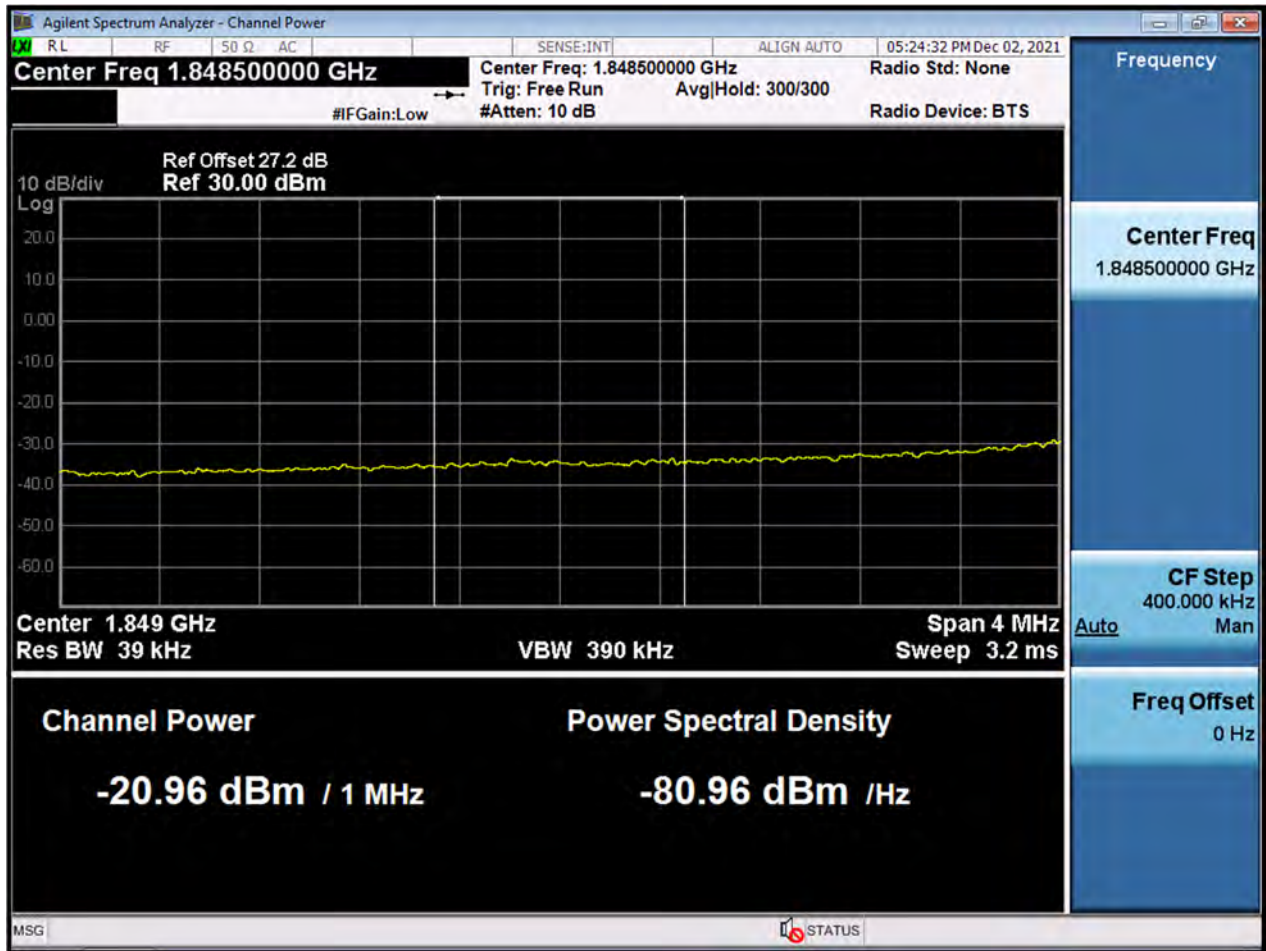 Agilent Spectrum Analyzer - Channel Power
LXI RL RF 50 Ω AC SENSE:INT ALIGN AUTO 05:24:32 PM Dec 02, 2021
Center Freq 1.848500000 GHz
Center Freq: 1.848500000 GHz
Radio Std: None
Trig: Free Run
Avg|Hold: 300/300
#IFGain:Low
#Atten: 10 dB
Radio Device: BTS
Ref Offset 27.2 dB
10 dB/div
Ref 30.00 dBm
Log
20.0
10.0
0.00
-10.0
-20.0
-30.0
-40.0
-50.0
-60.0
Center 1.849 GHz
Span 4 MHz
Res BW 39 kHz
VBW 390 kHz
Sweep 3.2 ms
Channel Power
Power Spectral Density
-20.96 dBm / 1 MHz
-80.96 dBm /Hz
MSG
STATUS
Frequency
Center Freq
1.848500000 GHz
CF Step
400.000 kHz
Auto Man
Freq Offset
0 Hz